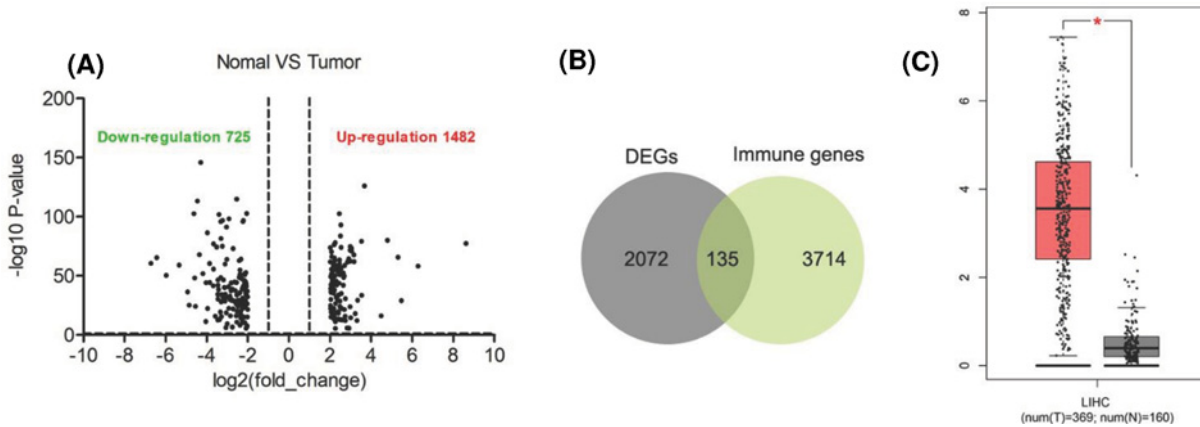 (A)
Nomal VS Tumor
200
150
100
50
0
-log10 P-value
Down-regulation 725
Up-regulation 1482
-10 -8 -6 -4 -2 0 2 4 6 8 10
log2(fold_change)
(B)
DEGs
Immune genes
2072
135
3714
(C)
8
6
4
2
0
*
LIHC
(num(T)=369; num(N)=160)